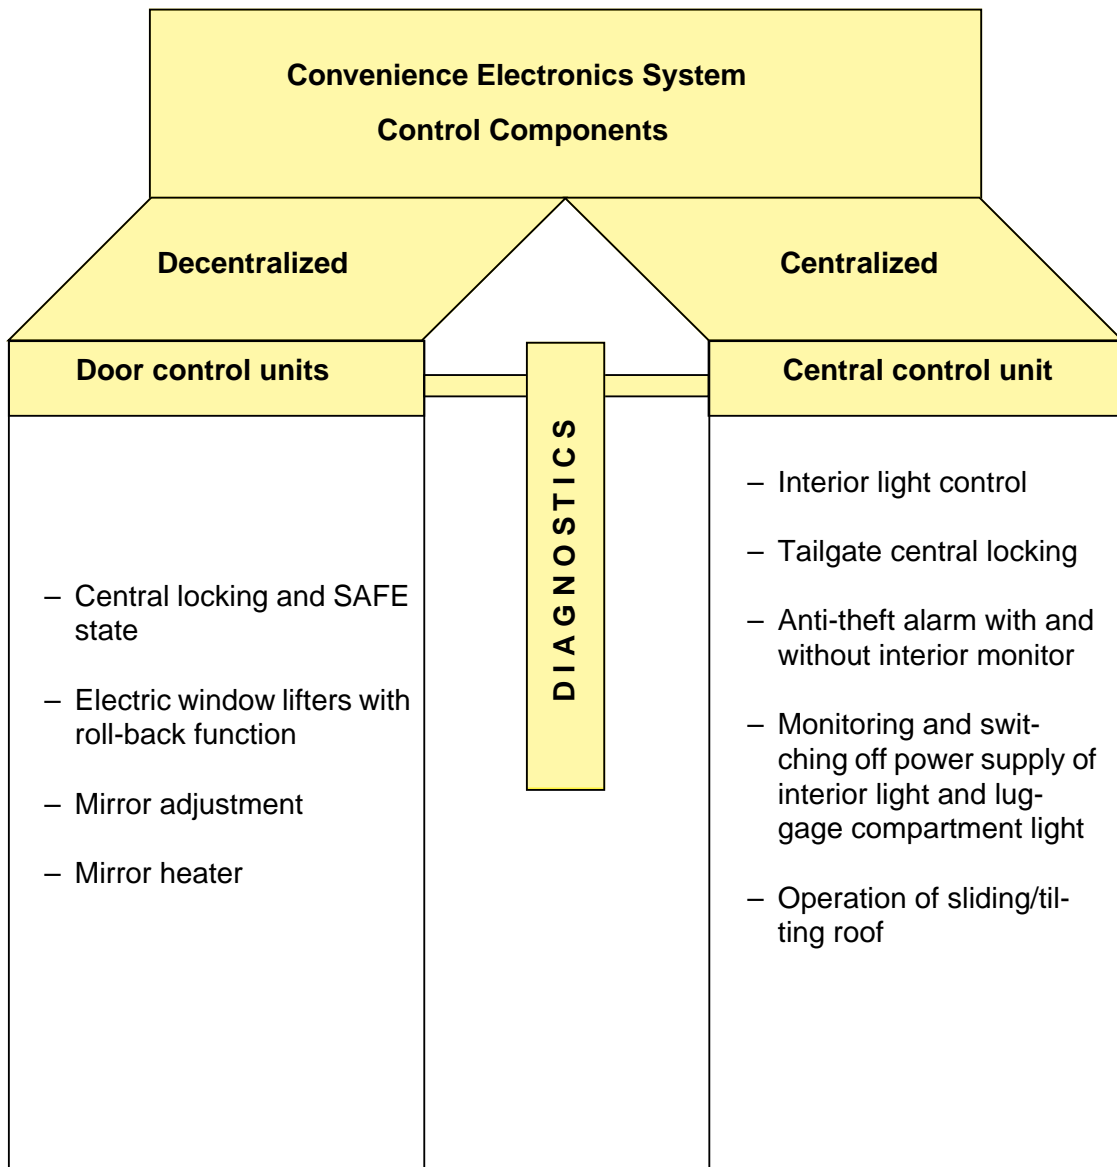 Convenience Electronics System
Control Components
Decentralized
Centralized
Door control units
Central control unit
DIAGNOSTICS
– Central locking and SAFE
state
– Electric window lifters with
roll-back function
– Mirror adjustment
– Mirror heater
– Interior light control
– Tailgate central locking
– Anti-theft alarm with and
without interior monitor
– Monitoring and swit-
ching off power supply of
interior light and lug-
gage compartment light
– Operation of sliding/til-
ting roof